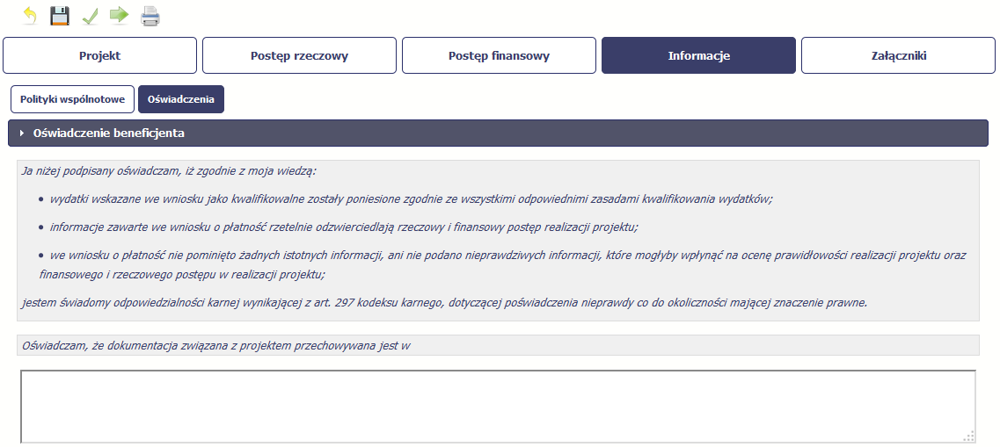 Projekt
Postęp rzeczowy
Postęp finansowy
Informacje
Załączniki
Polityki wspólnotowe
Oświadczenia
Oświadczenie beneficjenta
Ja niżej podpisany oświadczam, iż zgodnie z moja wiedzą:
• wydatki wskazane we wniosku jako kwalifikowalne zostały poniesione zgodnie ze wszystkimi odpowiednimi zasadami kwalifikowania wydatków;
• informacje zawarte we wniosku o płatność rzetelnie odzwierciedlają rzeczowy i finansowy postęp realizacji projektu;
• we wniosku o płatność nie pominięto żadnych istotnych informacji, ani nie podano nieprawdziwych informacji, które mogłyby wpłynąć na ocenę prawidłowości realizacji projektu oraz
finansowego i rzeczowego postępu w realizacji projektu;
jestem świadomy odpowiedzialności karnej wynikającej z art. 297 kodeksu karnego, dotyczącej poświadczenia nieprawdy co do okoliczności mającej znaczenie prawne.
Oświadczam, że dokumentacja związana z projektem przechowywana jest w